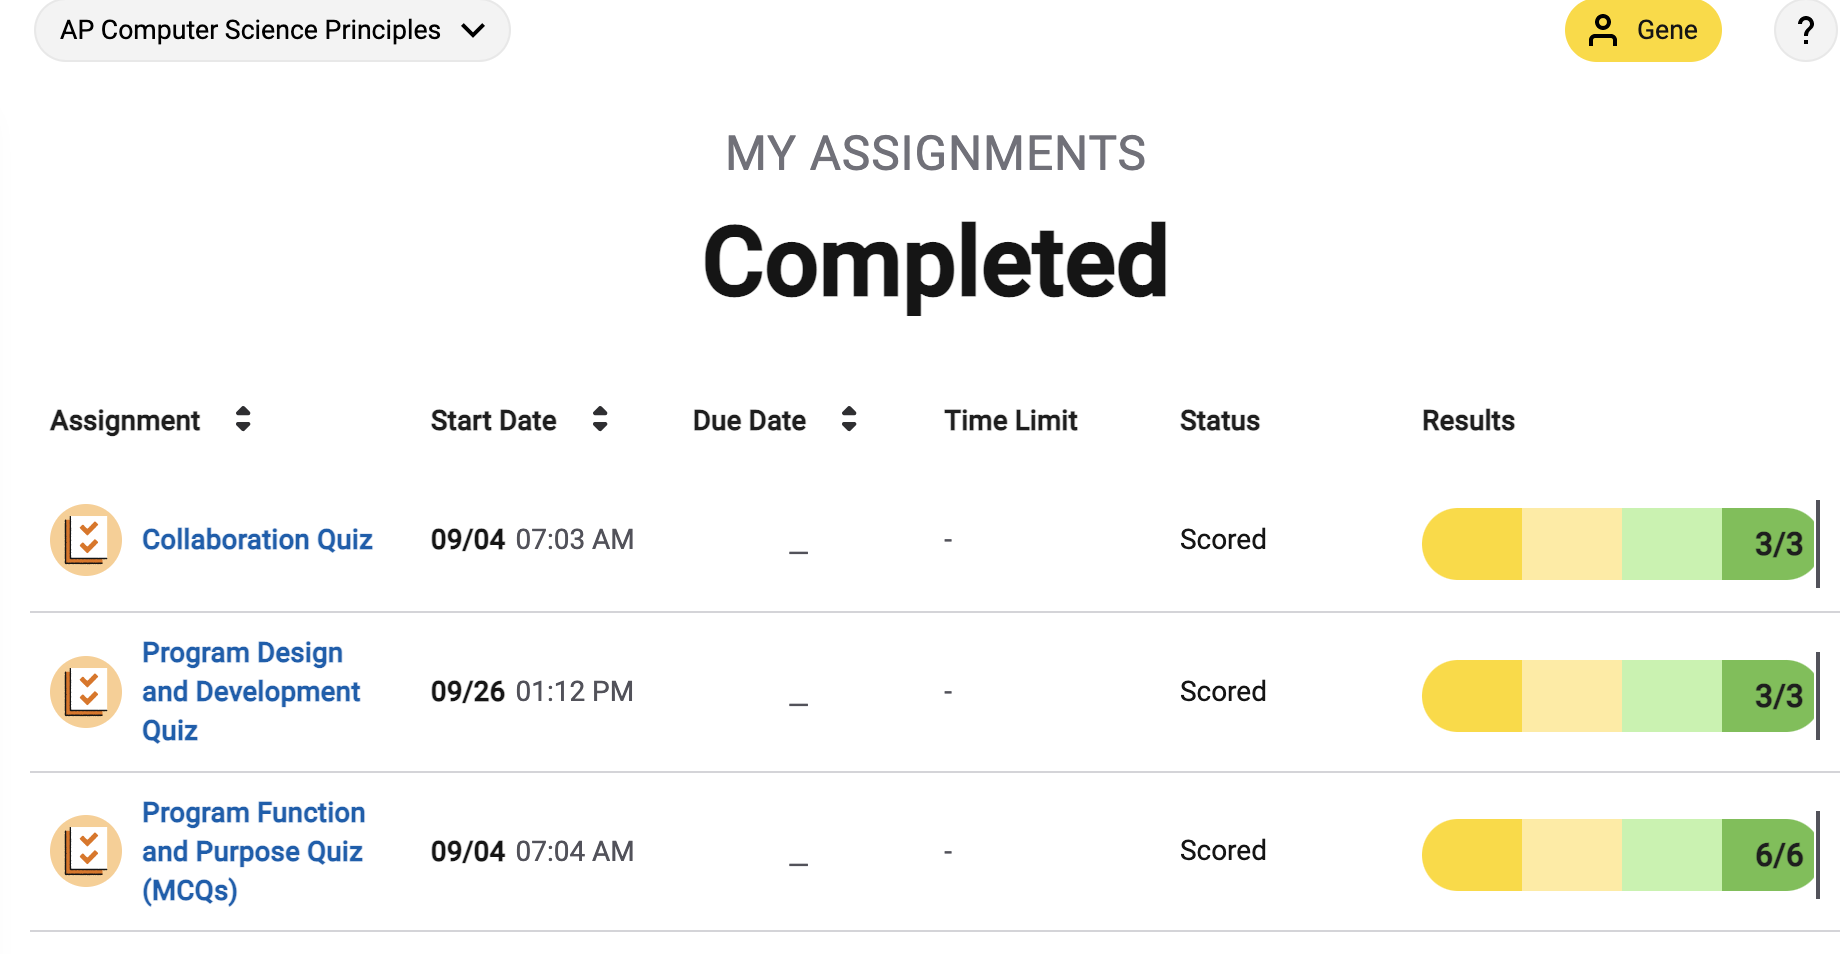 AP Computer Science Principles
Gene
?
MY ASSIGNMENTS
Completed
Assignment Start Date Due Date Time Limit Status Results
Collaboration Quiz 09/04 07:03 AM _ - Scored 3/3
Program Design
and Development 09/26 01:12 PM _ - Scored 3/3
Quiz
Program Function
and Purpose Quiz 09/04 07:04 AM _ - Scored 6/6
(MCQs)